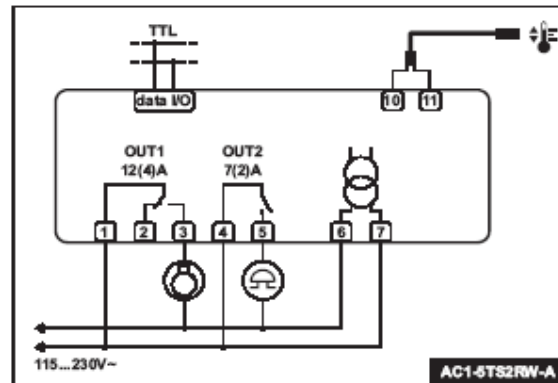 TTL
data I/O
10 11
OUT1
12(4)A
OUT2
7(2)A
1 2 3 4 5 6 7
115...230V~
AC1-5TS2RW-A